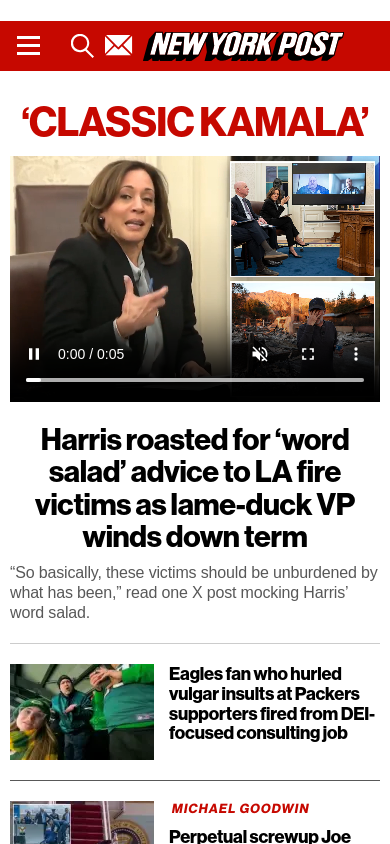 NEW YORK POST
‘CLASSIC KAMALA’
0:00 / 0:05
Harris roasted for ‘word
salad’ advice to LA fire
victims as lame-duck VP
winds down term
“So basically, these victims should be unburdened by
what has been,” read one X post mocking Harris’
word salad.
Eagles fan who hurled
vulgar insults at Packers
supporters fired from DEI-
focused consulting job
MICHAEL GOODWIN
Perpetual screwup Joe